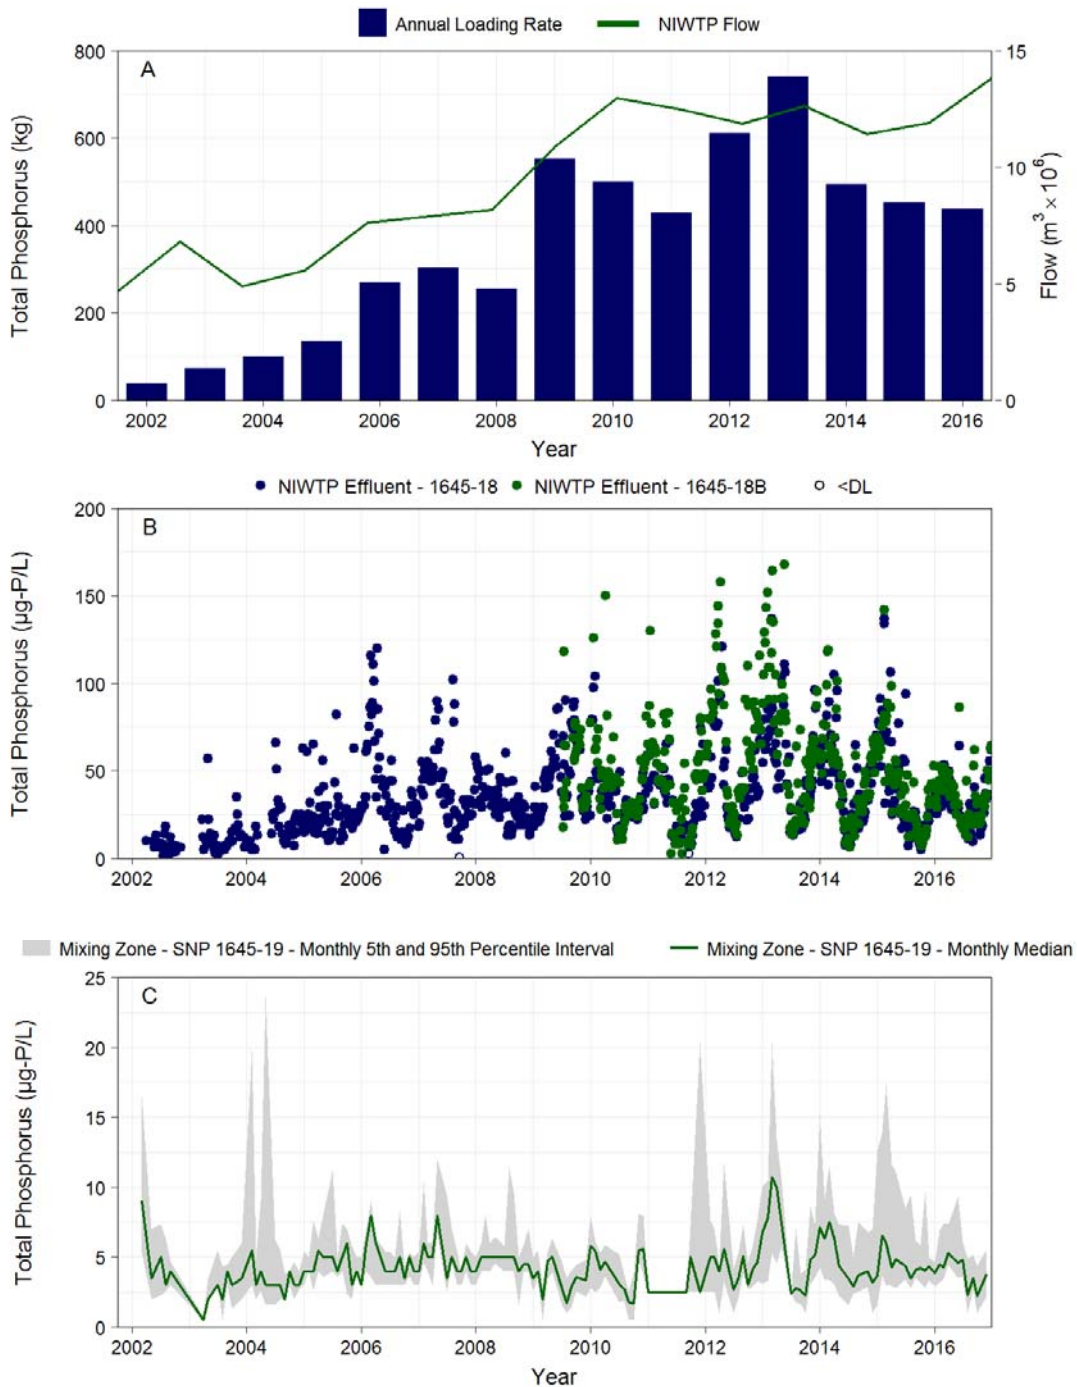 Annual Loading Rate NIWTP Flow
A
800
600
400
200
0
Total Phosphorus (kg)
15
10
5
0
Flow (m³ × 10⁶)
2002 2004 2006 2008 2010 2012 2014 2016
Year
NIWTP Effluent - 1645-18 NIWTP Effluent - 1645-18B <DL
B
200
150
100
50
0
Total Phosphorus (µg-P/L)
2002 2004 2006 2008 2010 2012 2014 2016
Mixing Zone - SNP 1645-19 - Monthly 5th and 95th Percentile Interval Mixing Zone - SNP 1645-19 - Monthly Median
C
25
20
15
10
5
0
Total Phosphorus (µg-P/L)
2002 2004 2006 2008 2010 2012 2014 2016
Year